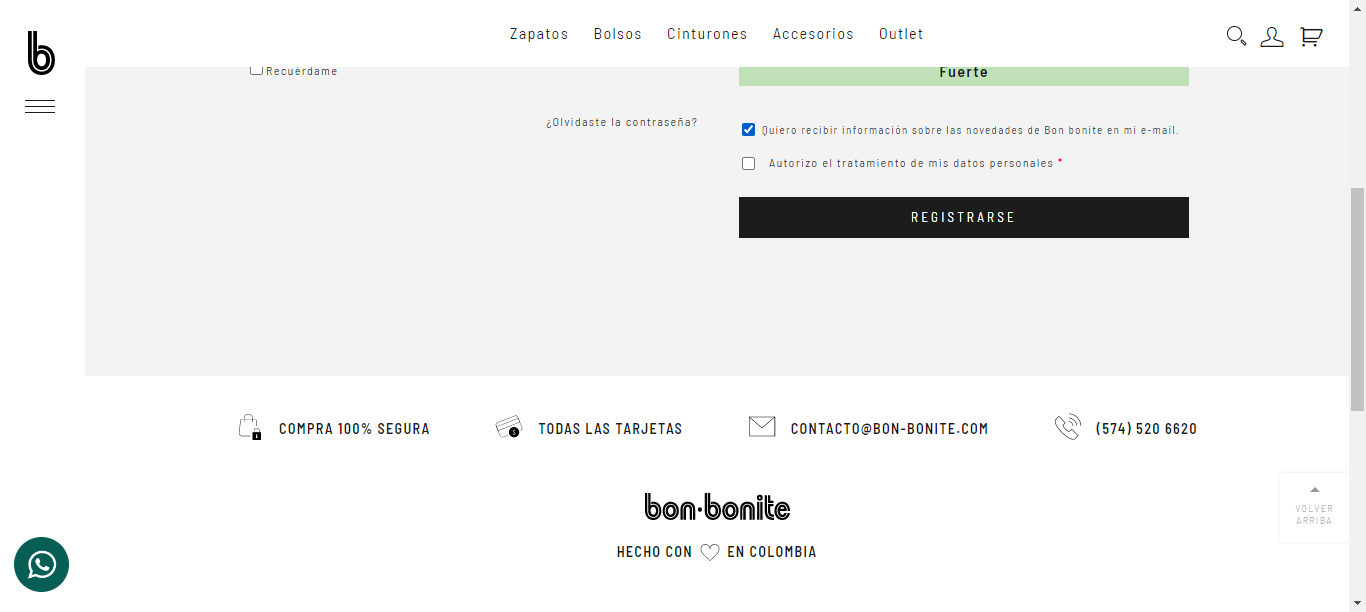 b
Zapatos Bolsos Cinturones Accesorios Outlet
Recuérdame
Fuerte
¿Olvidaste la contraseña?
Quiero recibir información sobre las novedades de Bon bonite en mi e-mail.
Autorizo el tratamiento de mis datos personales *
REGISTRARSE
COMPRA 100% SEGURA
TODAS LAS TARJETAS
CONTACTO@BON-BONITE.COM
(574) 520 6620
bon·bonite
VOLVER
ARRIBA
HECHO CON EN COLOMBIA